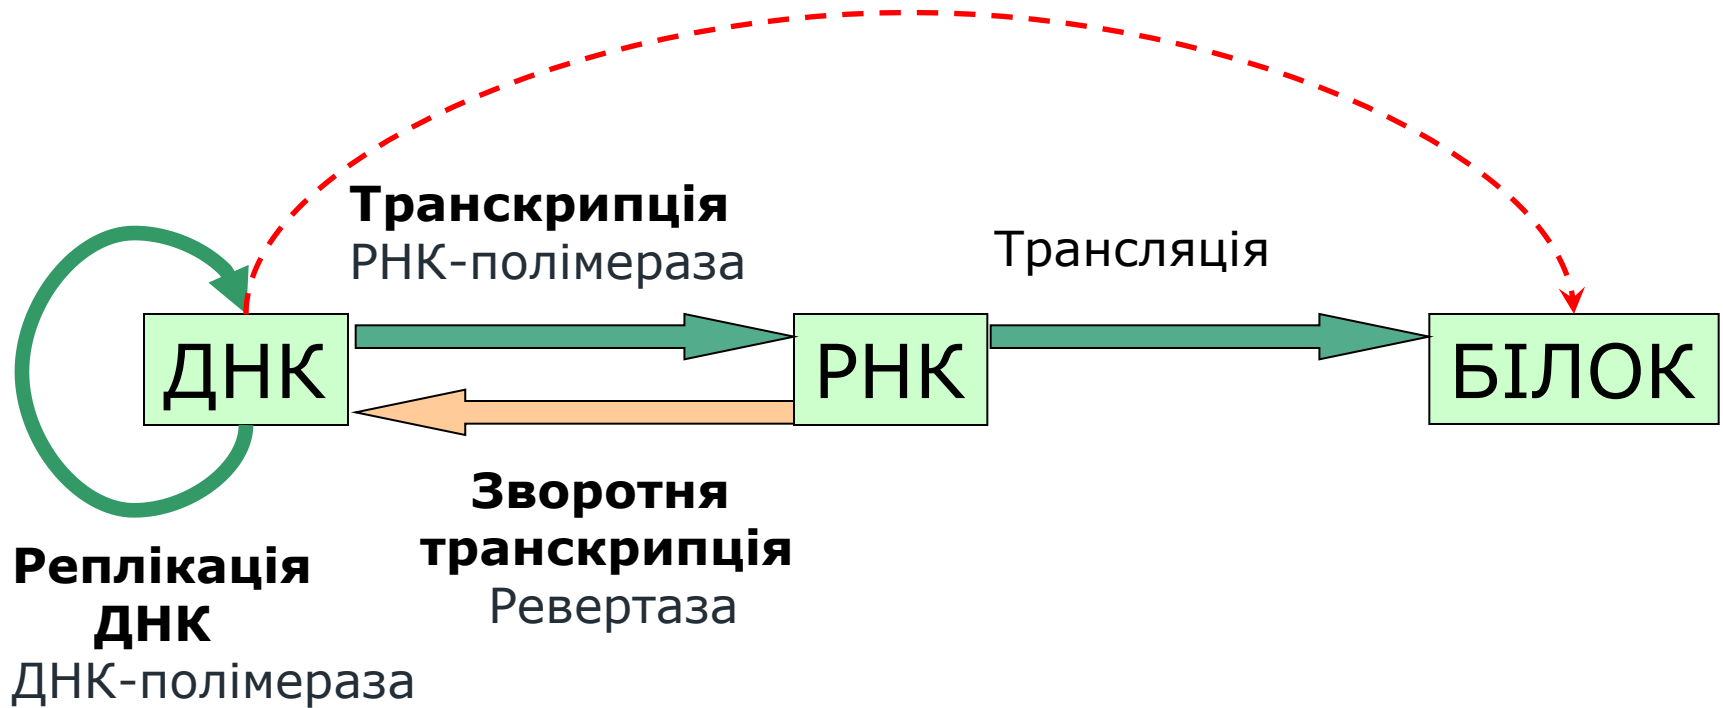 Транскрипція
РНК-полімераза
Трансляція
ДНК
РНК
БІЛОК
Зворотня
транскрипція
Ревертаза
Реплікація
ДНК
ДНК-полімераза